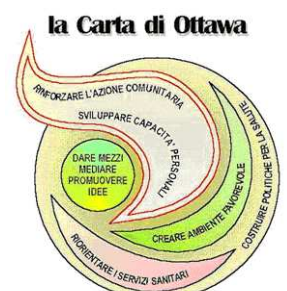 la Carta di Ottawa
RINFORZARE L'AZIONE COMUNITARIA
SVILUPPARE CAPACITA' PERSONALI
DARE MEZZI
MEDIARE
PROMUOVERE
IDEE
CREARE AMBIENTE FAVOREVOLE
COSTRUIRE POLITICHE PER LA SALUTE
RIORIENTARE I SERVIZI SANITARI